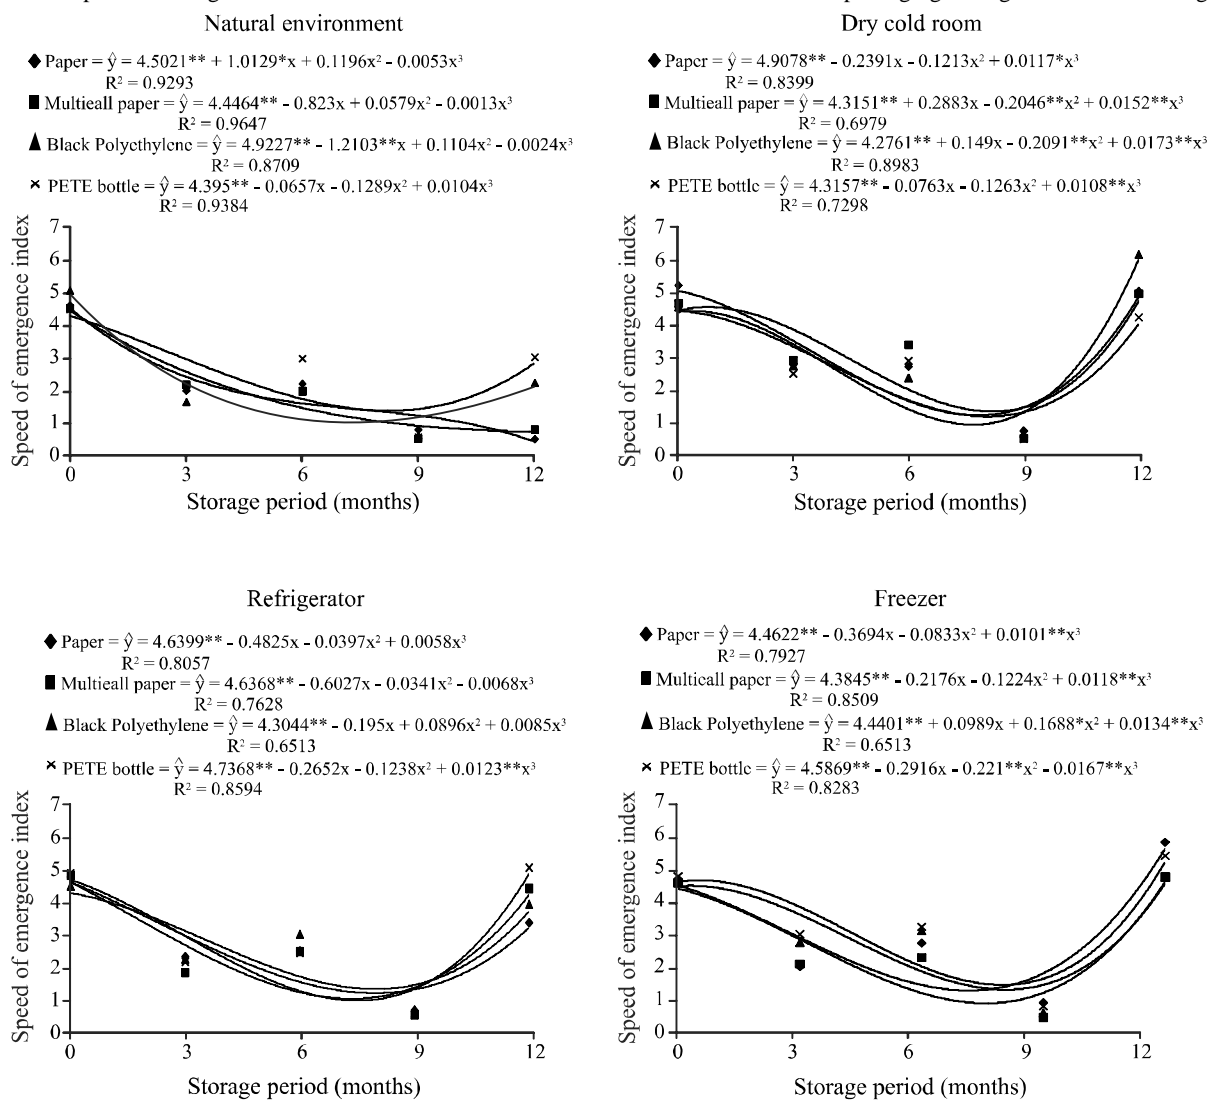 Natural environment
◆ Paper = ŷ = 4.5021** + 1.0129*x + 0.1196x² - 0.0053x³
R² = 0.9293
■ Multieall paper = ŷ = 4.4464** - 0.823x + 0.0579x² - 0.0013x³
R² = 0.9647
▲ Black Polyethylene = ŷ = 4.9227** - 1.2103**x + 0.1104x² - 0.0024x³
R² = 0.8709
× PETE bottle = ŷ = 4.395** - 0.0657x - 0.1289x² + 0.0104x³
R² = 0.9384
Speed of emergence index
7
6
5
4
3
2
1
0
0 3 6 9 12
Storage period (months)
Dry cold room
◆ Paper = ŷ = 4.9078** - 0.2391x - 0.1213x² + 0.0117*x³
R² = 0.8399
■ Multieall paper = ŷ = 4.3151** + 0.2883x - 0.2046**x² + 0.0152**x³
R² = 0.6979
▲ Black Polyethylene = ŷ = 4.2761** + 0.149x - 0.2091**x² + 0.0173**x³
R² = 0.8983
× PETE bottle = ŷ = 4.3157** - 0.0763x - 0.1263x² + 0.0108**x³
R² = 0.7298
Speed of emergence index
7
6
5
4
3
2
1
0
0 3 6 9 12
Storage period (months)
Refrigerator
◆ Paper = ŷ = 4.6399** - 0.4825x - 0.0397x² + 0.0058x³
R² = 0.8057
■ Multieall paper = ŷ = 4.6368** - 0.6027x - 0.0341x² - 0.0068x³
R² = 0.7628
▲ Black Polyethylene = ŷ = 4.3044** - 0.195x + 0.0896x² + 0.0085x³
R² = 0.6513
× PETE bottle = ŷ = 4.7368** - 0.2652x - 0.1238x² + 0.0123**x³
R² = 0.8594
Speed of emergence index
7
6
5
4
3
2
1
0
0 3 6 9 12
Storage period (months)
Freezer
◆ Paper = ŷ = 4.4622** - 0.3694x - 0.0833x² + 0.0101**x³
R² = 0.7927
■ Multieall paper = ŷ = 4.3845** - 0.2176x - 0.1224x² + 0.0118**x³
R² = 0.8509
▲ Black Polyethylene = ŷ = 4.4401** + 0.0989x + 0.1688*x² + 0.0134**x³
R² = 0.6513
× PETE bottle = ŷ = 4.5869** - 0.2916x - 0.221**x² - 0.0167**x³
R² = 0.8283
Speed of emergence index
7
6
5
4
3
2
1
0
0 3 6 9 12
Storage period (months)